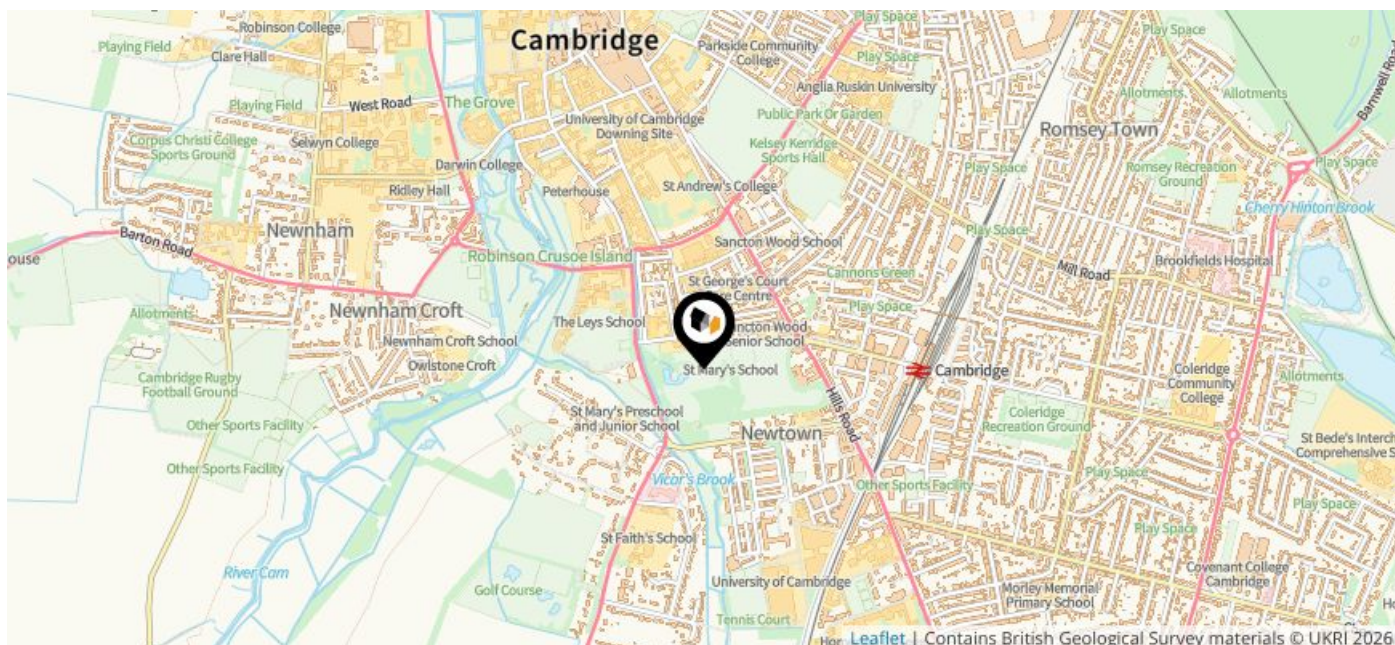 Robinson College
Cambridge
Play Space
Play Space
Playing Field
Clare Hall
Parkside Community
College
Play Space
Barnwell Road
Anglia Ruskin University
Allotments
Allotments
Playing Field
West Road
The Grove
University of Cambridge
Downing Site
Public Park Or Garden
Romsey Town
Corpus Christi College
Sports Ground
Selwyn College
Kelsey Kerridge
Sports Hall
Darwin College
Play Space
Romsey Recreation
Ground
Play Space
Ridley Hall
Peterhouse
St Andrew's College
Cherry Hinton Brook
Newnham
Play Space
Barton Road
Sancton Wood School
ouse
Robinson Crusoe Island
Mill Road
Brookfields Hospital
Cannons Green
St George's Court
re Centre
Allotments
Newnham Croft
Play Space
The Leys School
ancton Wood
Senior School
Newnham Croft School
Owlstone Croft
St Mary's School
Cambridge
Coleridge
Community
College
Allotments
Cambridge Rugby
Football Ground
Hills Road
St Mary's Preschool
and Junior School
Coleridge
Recreation Ground
Other Sports Facility
Newtown
St Bede's Interch
Comprehensive S
Other Sports Facility
Vicar's Brook
Other Sports Facility
Play Space
Play Space
Play Space
St Faith's School
River Cam
Golf Course
University of Cambridge
Morley Memorial
Primary School
Covenant College
Cambridge
Tennis Court
Ho
Hor
Leaflet | Contains British Geological Survey materials © UKRI 2026